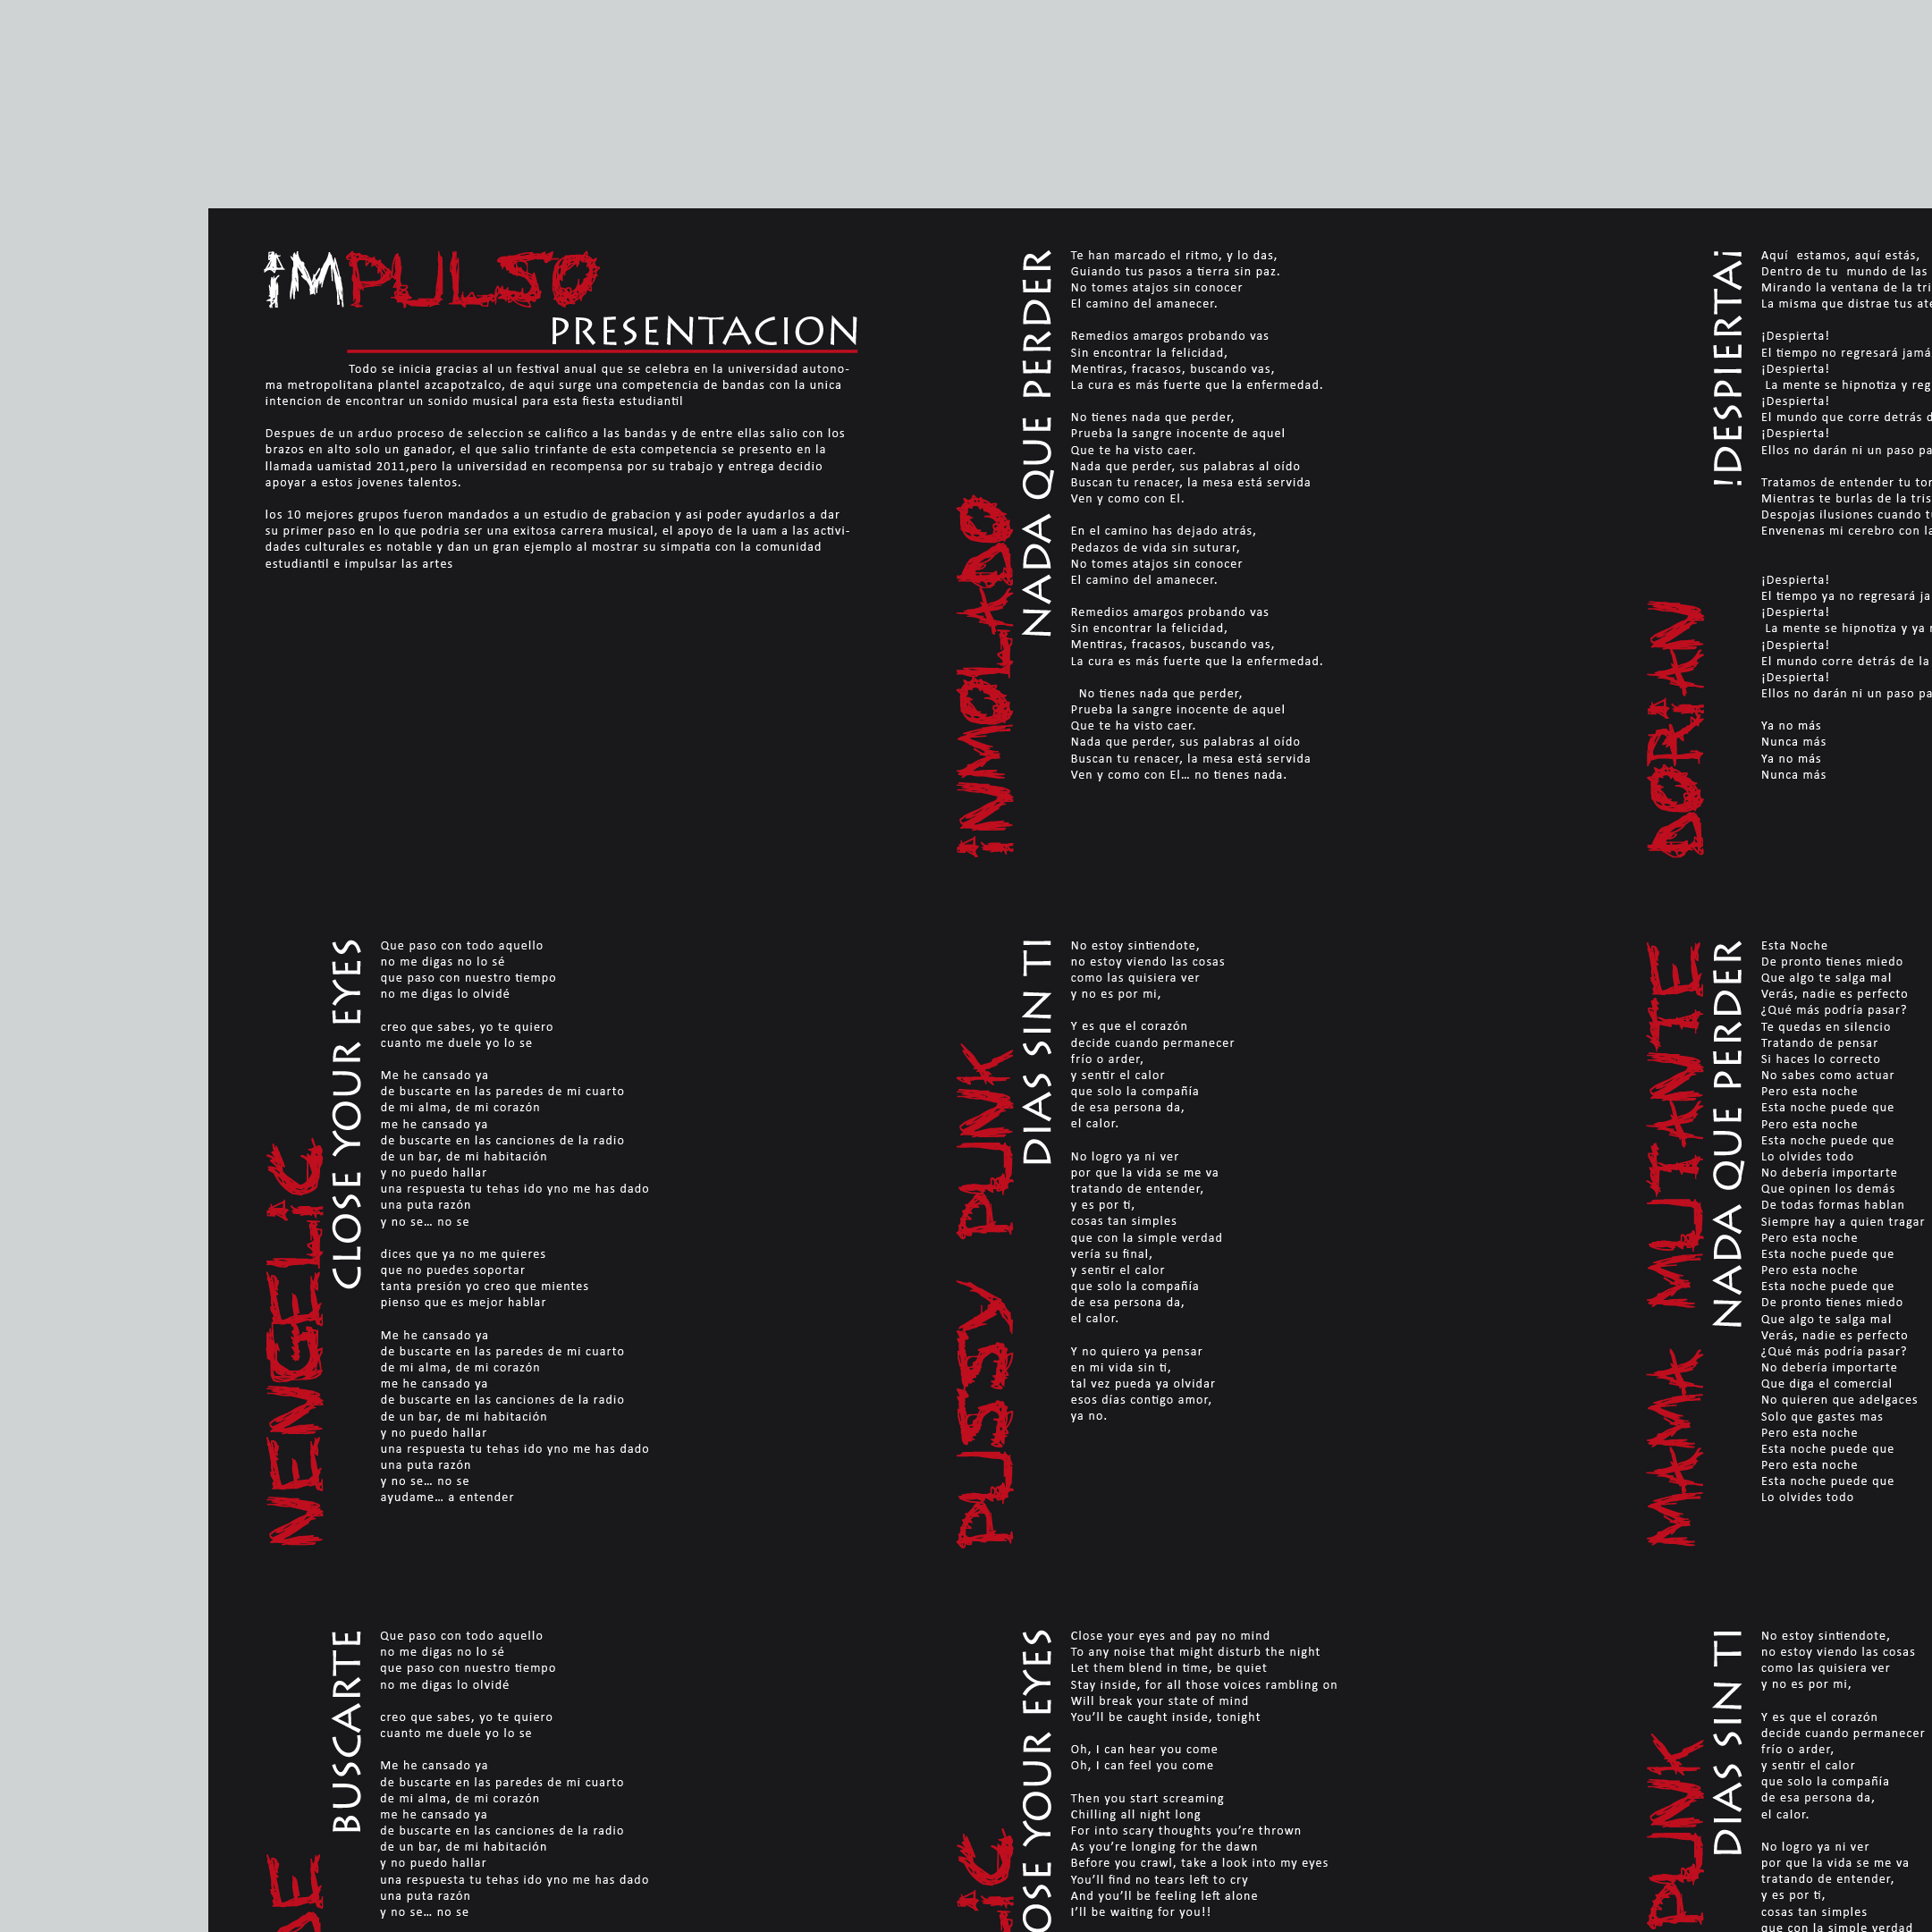 iMPULSO
PRESENTACION
Todo se inicia gracias al un festival anual que se celebra en la universidad autono-
ma metropolitana plantel azcapotzalco, de aqui surge una competencia de bandas con la unica
intencion de encontrar un sonido musical para esta fiesta estudiantil
Despues de un arduo proceso de seleccion se califico a las bandas y de entre ellas salio con los
brazos en alto solo un ganador, el que salio trinfante de esta competencia se presento en la
llamada uamistad 2011,pero la universidad en recompensa por su trabajo y entrega decidio
apoyar a estos jovenes talentos.
los 10 mejores grupos fueron mandados a un estudio de grabacion y asi poder ayudarlos a dar
su primer paso en lo que podria ser una exitosa carrera musical, el apoyo de la uam a las activi-
dades culturales es notable y dan un gran ejemplo al mostrar su simpatia con la comunidad
estudiantil e impulsar las artes
iNMOLADO
NADA QUE PERDER
Te han marcado el ritmo, y lo das,
Guiando tus pasos a tierra sin paz.
No tomes atajos sin conocer
El camino del amanecer.
Remedios amargos probando vas
Sin encontrar la felicidad,
Mentiras, fracasos, buscando vas,
La cura es más fuerte que la enfermedad.
No tienes nada que perder,
Prueba la sangre inocente de aquel
Que te ha visto caer.
Nada que perder, sus palabras al oído
Buscan tu renacer, la mesa está servida
Ven y como con El.
En el camino has dejado atrás,
Pedazos de vida sin suturar,
No tomes atajos sin conocer
El camino del amanecer.
Remedios amargos probando vas
Sin encontrar la felicidad,
Mentiras, fracasos, buscando vas,
La cura es más fuerte que la enfermedad.
No tienes nada que perder,
Prueba la sangre inocente de aquel
Que te ha visto caer.
Nada que perder, sus palabras al oído
Buscan tu renacer, la mesa está servida
Ven y como con El… no tienes nada.
DORiAN
!DESPIERTA¡
Aquí estamos, aquí estás,
Dentro de tu mundo de las
Mirando la ventana de la
La misma que distrae tus
¡Despierta!
El tiempo no regresará
¡Despierta!
La mente se hipnotiza y
¡Despierta!
El mundo que corre detrás
¡Despierta!
Ellos no darán ni un paso
Tratamos de entender tu
Mientras te burlas de la
Despojas ilusiones cuando
Envenenas mi cerebro con
¡Despierta!
El tiempo ya no regresará
¡Despierta!
La mente se hipnotiza y ya
¡Despierta!
El mundo corre detrás de la
¡Despierta!
Ellos no darán ni un paso
Ya no más
Nunca más
Ya no más
Nunca más
NENGELiC
CLOSE YOUR EYES
Que paso con todo aquello
no me digas no lo sé
que paso con nuestro tiempo
no me digas lo olvidé
creo que sabes, yo te quiero
cuanto me duele yo lo se
Me he cansado ya
de buscarte en las paredes de mi cuarto
de mi alma, de mi corazón
me he cansado ya
de buscarte en las canciones de la radio
de un bar, de mi habitación
y no puedo hallar
una respuesta tu tehas ido yno me has dado
una puta razón
y no se… no se
dices que ya no me quieres
que no puedes soportar
tanta presión yo creo que mientes
pienso que es mejor hablar
Me he cansado ya
de buscarte en las paredes de mi cuarto
de mi alma, de mi corazón
me he cansado ya
de buscarte en las canciones de la radio
de un bar, de mi habitación
y no puedo hallar
una respuesta tu tehas ido yno me has dado
una puta razón
y no se… no se
ayudame… a entender
PUSSY PUNK
DIAS SIN TI
No estoy sintiendote,
no estoy viendo las cosas
como las quisiera ver
y no es por mi,
Y es que el corazón
decide cuando permanecer
frío o arder,
y sentir el calor
que solo la compañía
de esa persona da,
el calor.
No logro ya ni ver
por que la vida se me va
tratando de entender,
y es por ti,
cosas tan simples
que con la simple verdad
vería su final,
y sentir el calor
que solo la compañía
de esa persona da,
el calor.
Y no quiero ya pensar
en mi vida sin ti,
tal vez pueda ya olvidar
esos días contigo amor,
ya no.
MAMA MUTANTE
NADA QUE PERDER
Esta Noche
De pronto tienes miedo
Que algo te salga mal
Verás, nadie es perfecto
¿Qué más podría pasar?
Te quedas en silencio
Tratando de pensar
Si haces lo correcto
No sabes como actuar
Pero esta noche
Esta noche puede que
Pero esta noche
Esta noche puede que
Lo olvides todo
No debería importarte
Que opinen los demás
De todas formas hablan
Siempre hay a quien tragar
Pero esta noche
Esta noche puede que
Pero esta noche
Esta noche puede que
De pronto tienes miedo
Que algo te salga mal
Verás, nadie es perfecto
¿Qué más podría pasar?
No debería importarte
Que diga el comercial
No quieren que adelgaces
Solo que gastes mas
Pero esta noche
Esta noche puede que
Pero esta noche
Esta noche puede que
Lo olvides todo
BUSCARTE
Que paso con todo aquello
no me digas no lo sé
que paso con nuestro tiempo
no me digas lo olvidé
creo que sabes, yo te quiero
cuanto me duele yo lo se
Me he cansado ya
de buscarte en las paredes de mi cuarto
de mi alma, de mi corazón
me he cansado ya
de buscarte en las canciones de la radio
de un bar, de mi habitación
y no puedo hallar
una respuesta tu tehas ido yno me has dado
una puta razón
y no se… no se
YOUR EYES
Close your eyes and pay no mind
To any noise that might disturb the night
Let them blend in time, be quiet
Stay inside, for all those voices rambling on
Will break your state of mind
You’ll be caught inside, tonight
Oh, I can hear you come
Oh, I can feel you come
Then you start screaming
Chilling all night long
For into scary thoughts you’re thrown
As you’re longing for the dawn
Before you crawl, take a look into my eyes
You’ll find no tears left to cry
And you’ll be feeling left alone
I’ll be waiting for you!!
PUNK
DIAS SIN TI
No estoy sintiendote,
no estoy viendo las cosas
como las quisiera ver
y no es por mi,
Y es que el corazón
decide cuando permanecer
frío o arder,
y sentir el calor
que solo la compañía
de esa persona da,
el calor.
No logro ya ni ver
por que la vida se me va
tratando de entender,
y es por ti,
cosas tan simples
que con la simple verdad